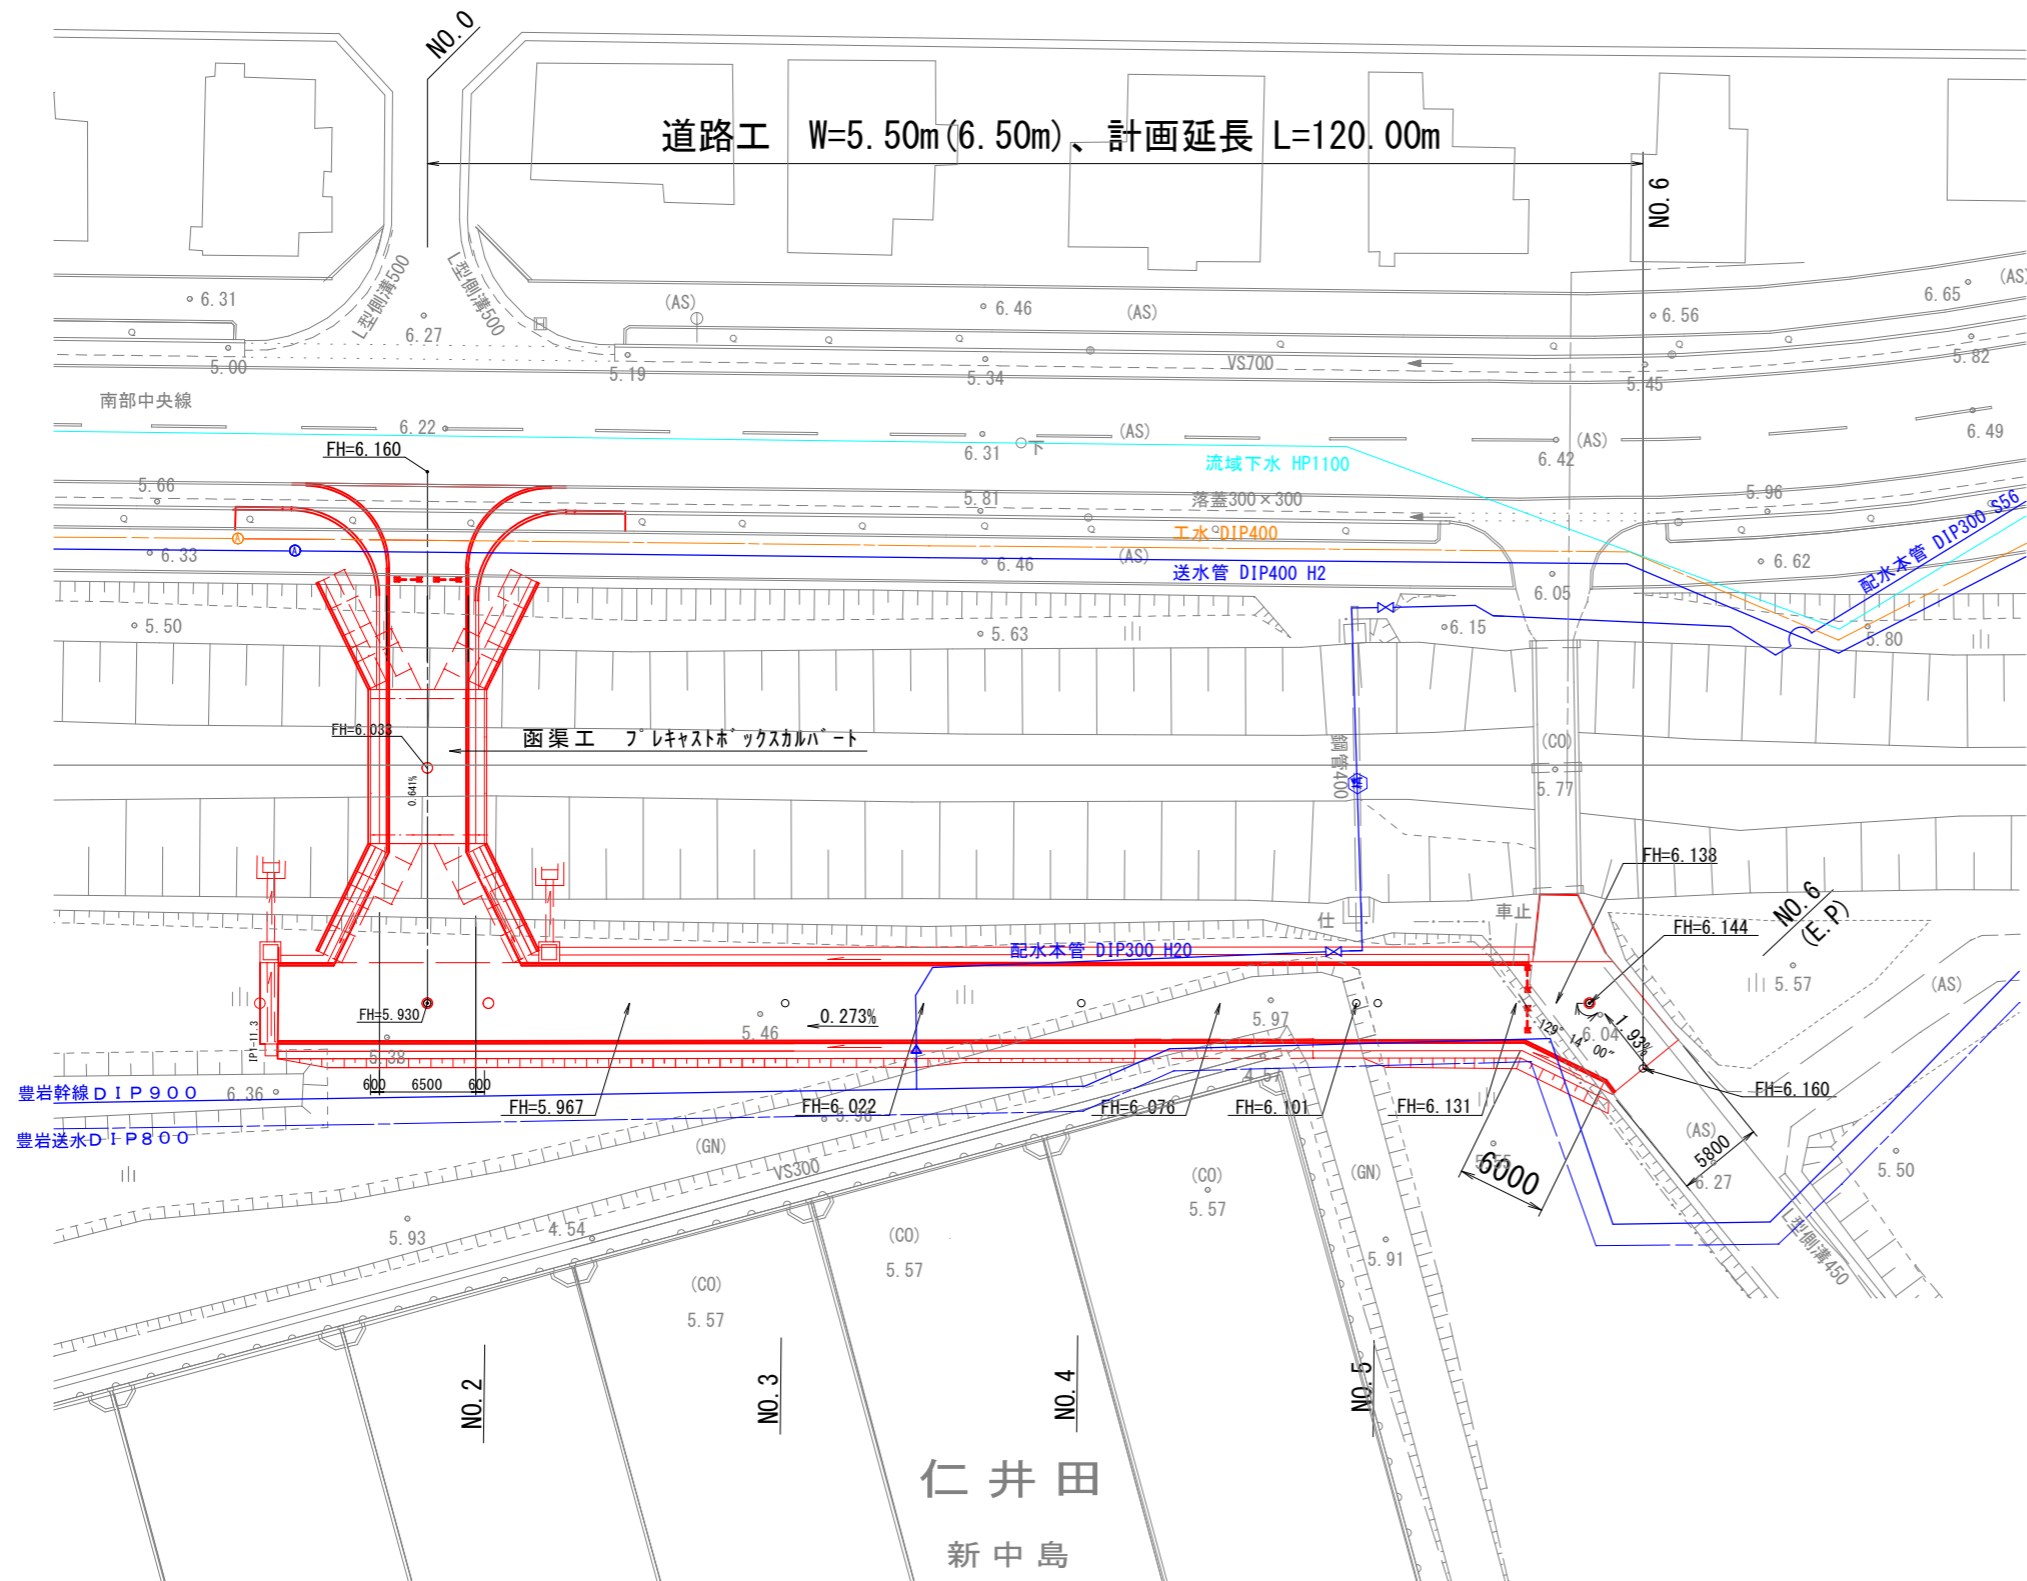 NO.0
道路工 W=5.50m(6.50m)、計画延長 L=120.00m
NO.6
L型側溝500
L型側溝500
6.31
6.27
(AS)
6.46
(AS)
6.56
6.65
(AS)
5.00
5.19
5.34
VS700
5.45
5.82
南部中央線
6.22
6.31
下
(AS)
6.42
(AS)
6.49
FH=6.160
流域下水 HP1100
5.66
5.81
落蓋300×300
5.96
工水 DIP400
配水本管 DIP300 S56
6.33
6.46
(AS)
送水管 DIP400 H2
6.05
6.62
5.50
5.63
6.15
5.80
FH=6.033
函渠工 プレキャストボックスカルバート
0.641%
鋼管400
(CO)
5.77
FH=6.138
NO.6
(E.P)
FH=6.144
仕
車止
配水本管 DIP300 H20
5.57
(AS)
FH=5.930
5.46
0.273%
5.97
6.04
1.93%
129° 14' 00"
IP1-11.3
5.38
4.57
600
6500
600
豊岩幹線DIP900
6.36
FH=5.967
FH=6.022
5.96
FH=6.076
FH=6.101
FH=6.131
FH=6.160
豊岩送水DIP800
(GN)
VS300
(CO)
5.57
(GN)
6000
(AS)
5800
6.27
5.50
5.93
4.54
(CO)
5.57
5.91
L型側溝450
(CO)
5.57
NO.2
NO.3
NO.4
NO.5
仁井田
新中島